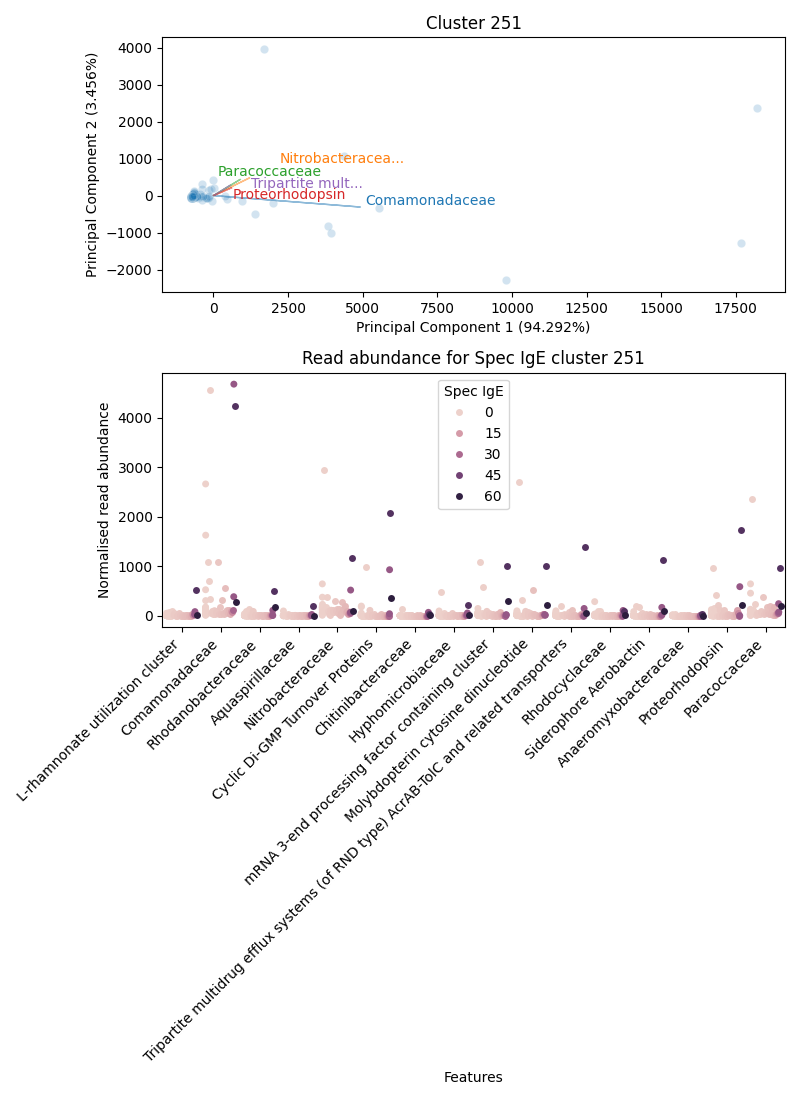 Cluster 251
Principal Component 2 (3.456%)
4000
3000
2000
1000
0
−1000
−2000
Nitrobacteracea...
Paracoccaceae
Tripartite mult...
Proteorhodopsin
Comamonadaceae
0
2500
5000
7500
10000
12500
15000
17500
Principal Component 1 (94.292%)
Read abundance for Spec IgE cluster 251
Normalised read abundance
4000
3000
2000
1000
0
Spec IgE
0
15
30
45
60
L-rhamnonate utilization cluster
Comamonadaceae
Rhodanobacteraceae
Aquaspirillaceae
Nitrobacteraceae
Cyclic Di-GMP Turnover Proteins
Chitinibacteraceae
Hyphomicrobiaceae
mRNA 3-end processing factor containing cluster
Molybdopterin cytosine dinucleotide
Tripartite multidrug efflux systems (of RND type) AcrAB-TolC and related transporters
Rhodocyclaceae
Siderophore Aerobactin
Anaeromyxobacteraceae
Proteorhodopsin
Paracoccaceae
Features